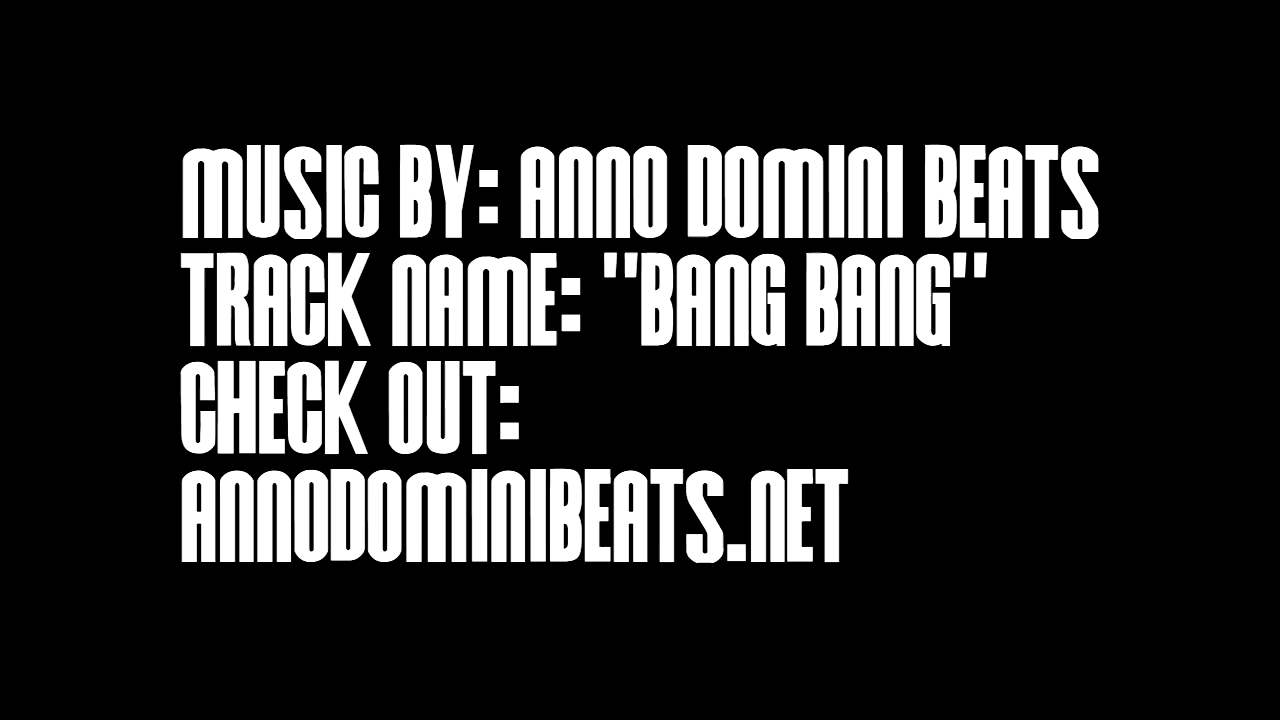 MUSIC BY: ANNO DOMINI BEATS
TRACK NAME: "BANG BANG"
CHECK OUT:
ANNODOMINIBEATS.NET